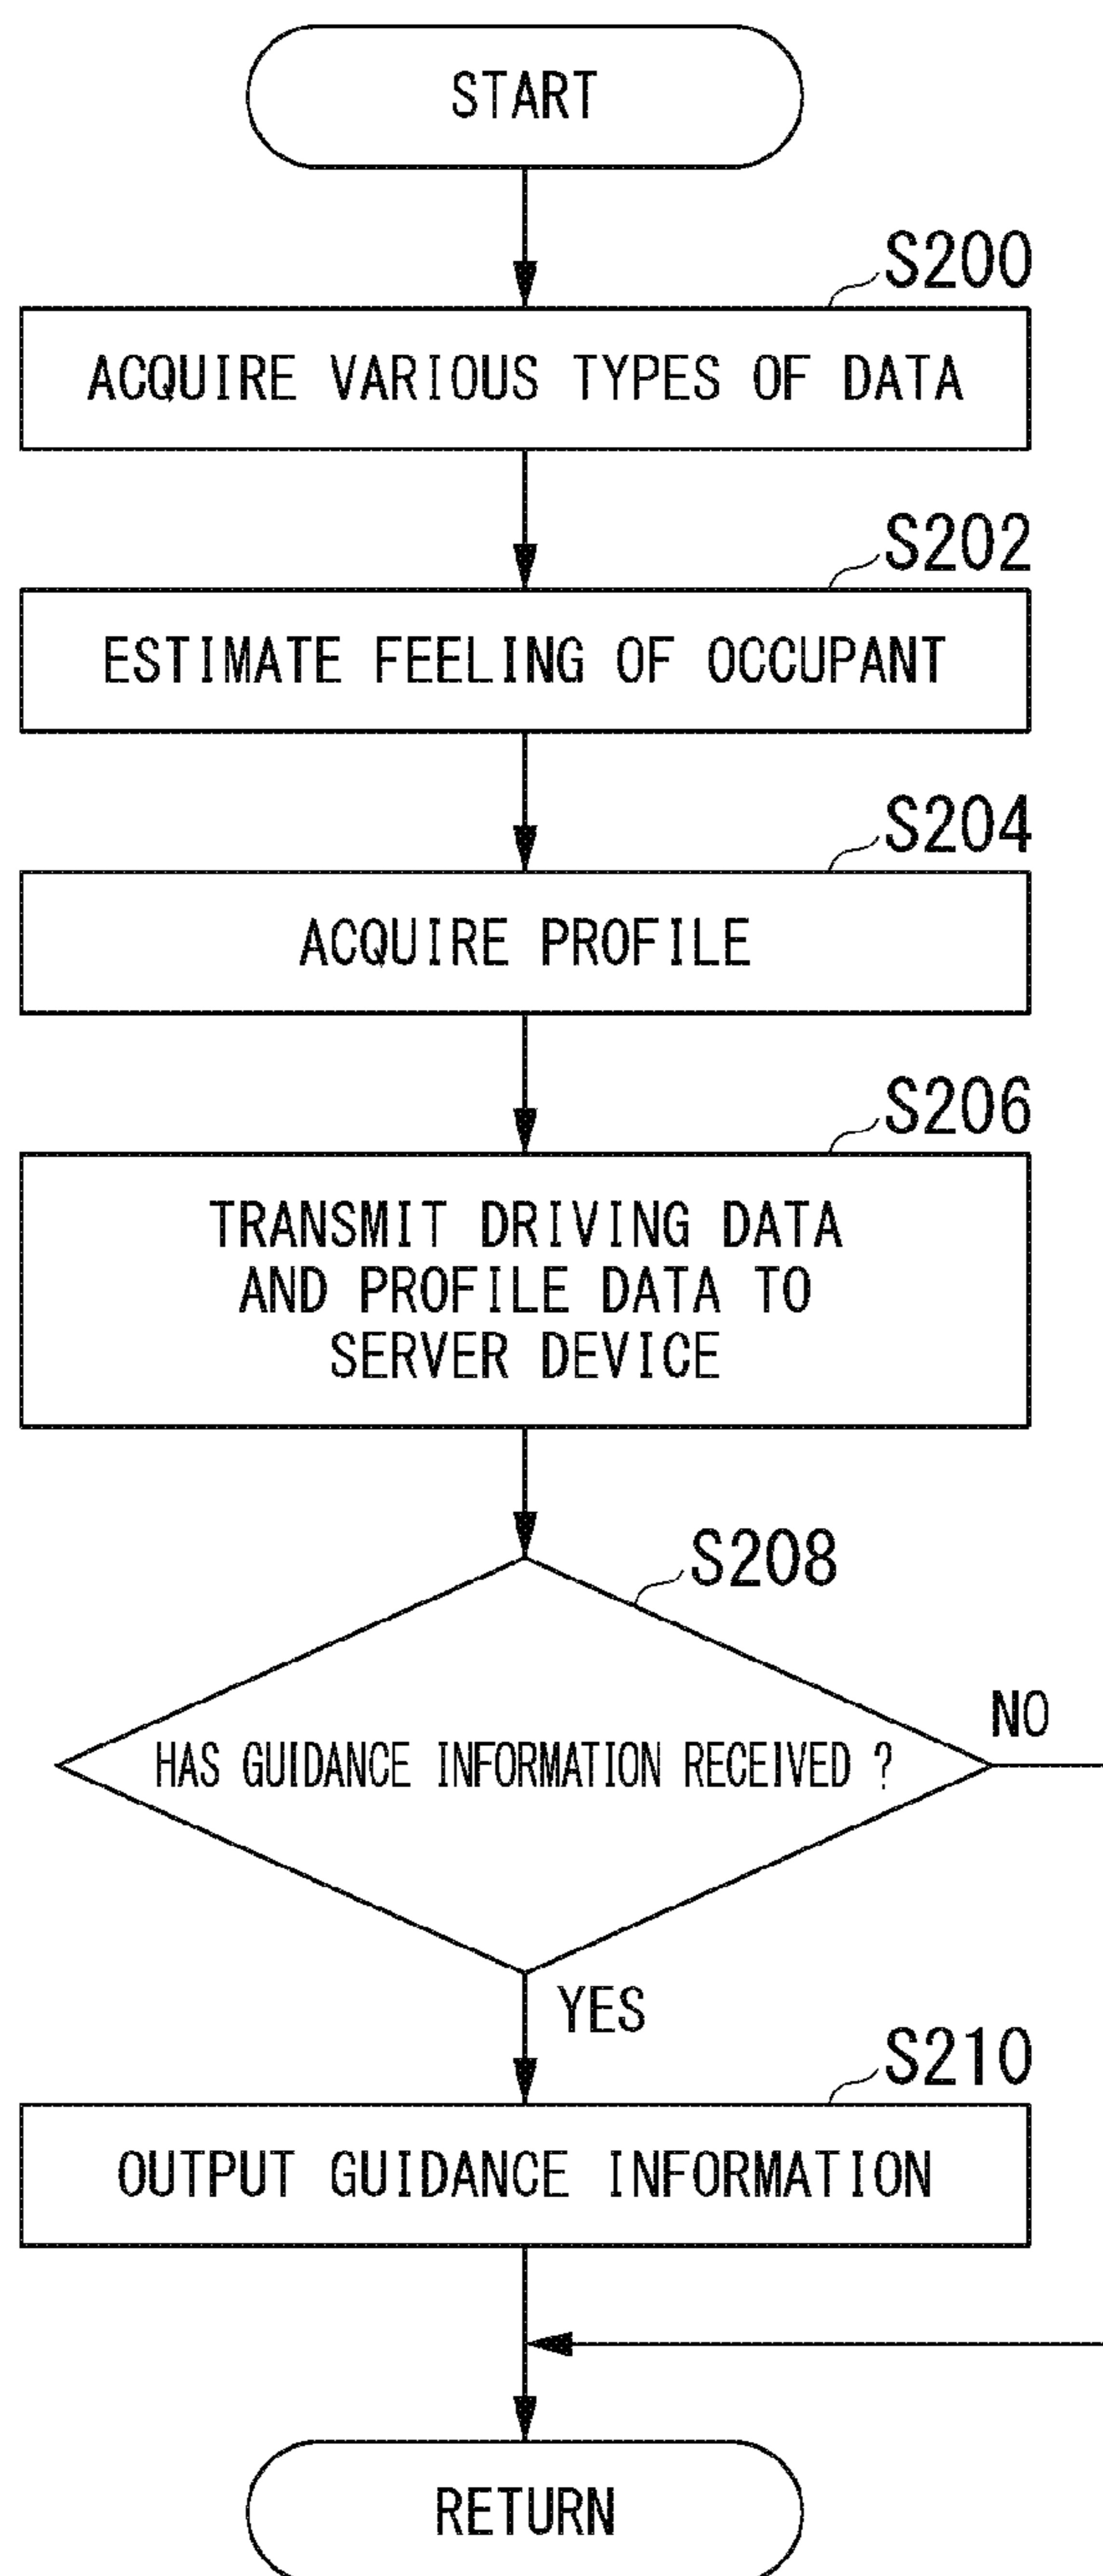 START
S200
ACQUIRE VARIOUS TYPES OF DATA
S202
ESTIMATE FEELING OF OCCUPANT
S204
ACQUIRE PROFILE
S206
TRANSMIT DRIVING DATA
AND PROFILE DATA TO
SERVER DEVICE
S208
HAS GUIDANCE INFORMATION RECEIVED ?
NO
YES
S210
OUTPUT GUIDANCE INFORMATION
RETURN